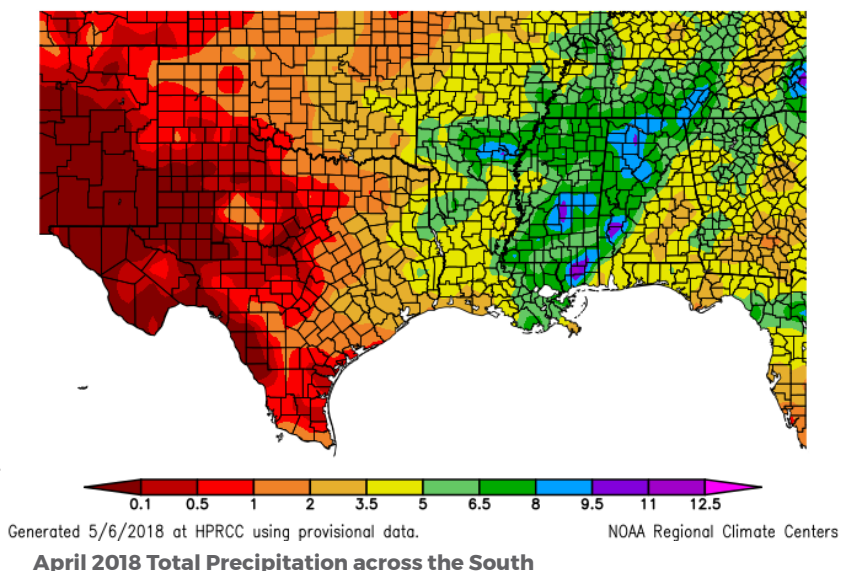 0.1 0.5 1 2 3.5 5 6.5 8 9.5 11 12.5
Generated 5/6/2018 at HPRCC using provisional data. NOAA Regional Climate Centers
April 2018 Total Precipitation across the South